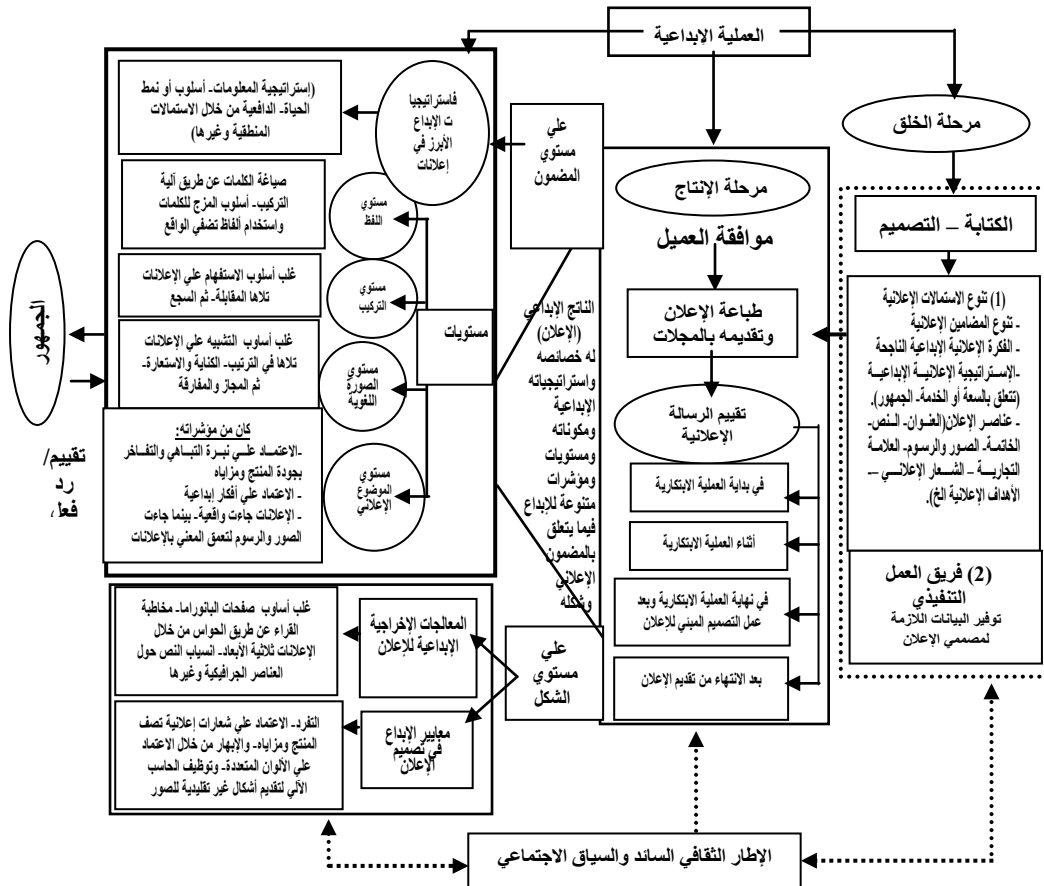 العملية الإبداعية
مرحلة الخلق
الكتابة – التصميم
(1) تنوع الاستمالات الإعلانية
- تنوع المضامين الإعلانية
- الفكرة الإعلانية الإبداعية الناجحة
-الإستراتيجية الإعلانية الإبداعية
(تتعلق بالسعة أو الخدمة- الجمهور).
- عناصر الإعلان(العنوان- النص-
الخاتمة- الصور والرسوم- العلامة
التجارية – الشعار الإعلاني –-
الأهداف الإعلانية الخ).
(2) فريق العمل
التنفيذي
توفير البيانات اللازمة
لمصممي الإعلان
مرحلة الإنتاج
موافقة العميل
طباعة الإعلان
وتقديمه بالمجلات
تقييم الرسالة
الإعلانية
في بداية العملية الابتكارية
أثناء العملية الابتكارية
في نهاية العملية الابتكارية وبعد
عمل التصميم المبني للإعلان
بعد الانتهاء من تقديم الإعلان
الناتج الإبداعي
(الإعلان)
له خصائصه
واستراتيجياته
الإبداعية
ومكوناته
ومستويات
ومؤشرات
متنوعة للإبداع
فيما يتعلق
بالمضمون
الإعلاني
وشكله
علي
مستوي
المضمون
فاستراتيجيا
ت الإبداع
الأبرز في
إعلانات
(إستراتيجية المعلومات- أسلوب أو نمط
الحياة- الدافعية من خلال الاستمالات
المنطقية وغيرها)
مستويات
مستوي
اللفظ
صياغة الكلمات عن طريق آلية
التركيب- أسلوب المزج للكلمات
واستخدام ألفاظ تضفي الواقع
مستوي
التركيب
غلب أسلوب الاستفهام علي الإعلانات
تلاها المقابلة- ثم السجع
مستوي
الصورة
اللغوية
غلب أساوب التشبيه علي الإعلانات
تلاها في الترتيب- الكناية والاستعارة-
ثم المجاز والمفارقة
مستوي
الموضوع
الإعلاني
كان من مؤشراته:
-الاعتماد علي نبرة التباهي والتفاخر
بجودة المنتج ومزاياه
- الاعتماد علي أفكار إبداعية
- الإعلانات جاءت واقعية- بينما جاءت
الصور والرسوم لتعمق المعني بالإعلانات
علي
مستوي
الشكل
المعالجات الإخراجية
الإبداعية للإعلان
غلب أساوب صفحات البانوراما- مخاطبة
القراء عن طريق الحواس من خلال
الإعلانات ثلاثية الأبعاد- انسياب النص حول
العناصر الجرافيكية وغيرها
معايير الإبداع
في تصميم
الإعلان
التفرد- الاعتماد علي شعارات إعلانية تصف
المنتج ومزاياه- والإبهار من خلال الاعتماد
علي الألوان المتعددة- وتوظيف الحاسب
الآلي لتقديم أشكال غير تقليدية للصور
الجمهور
تقييم/
رد
فعل
الإطار الثقافي السائد والسياق الاجتماعي